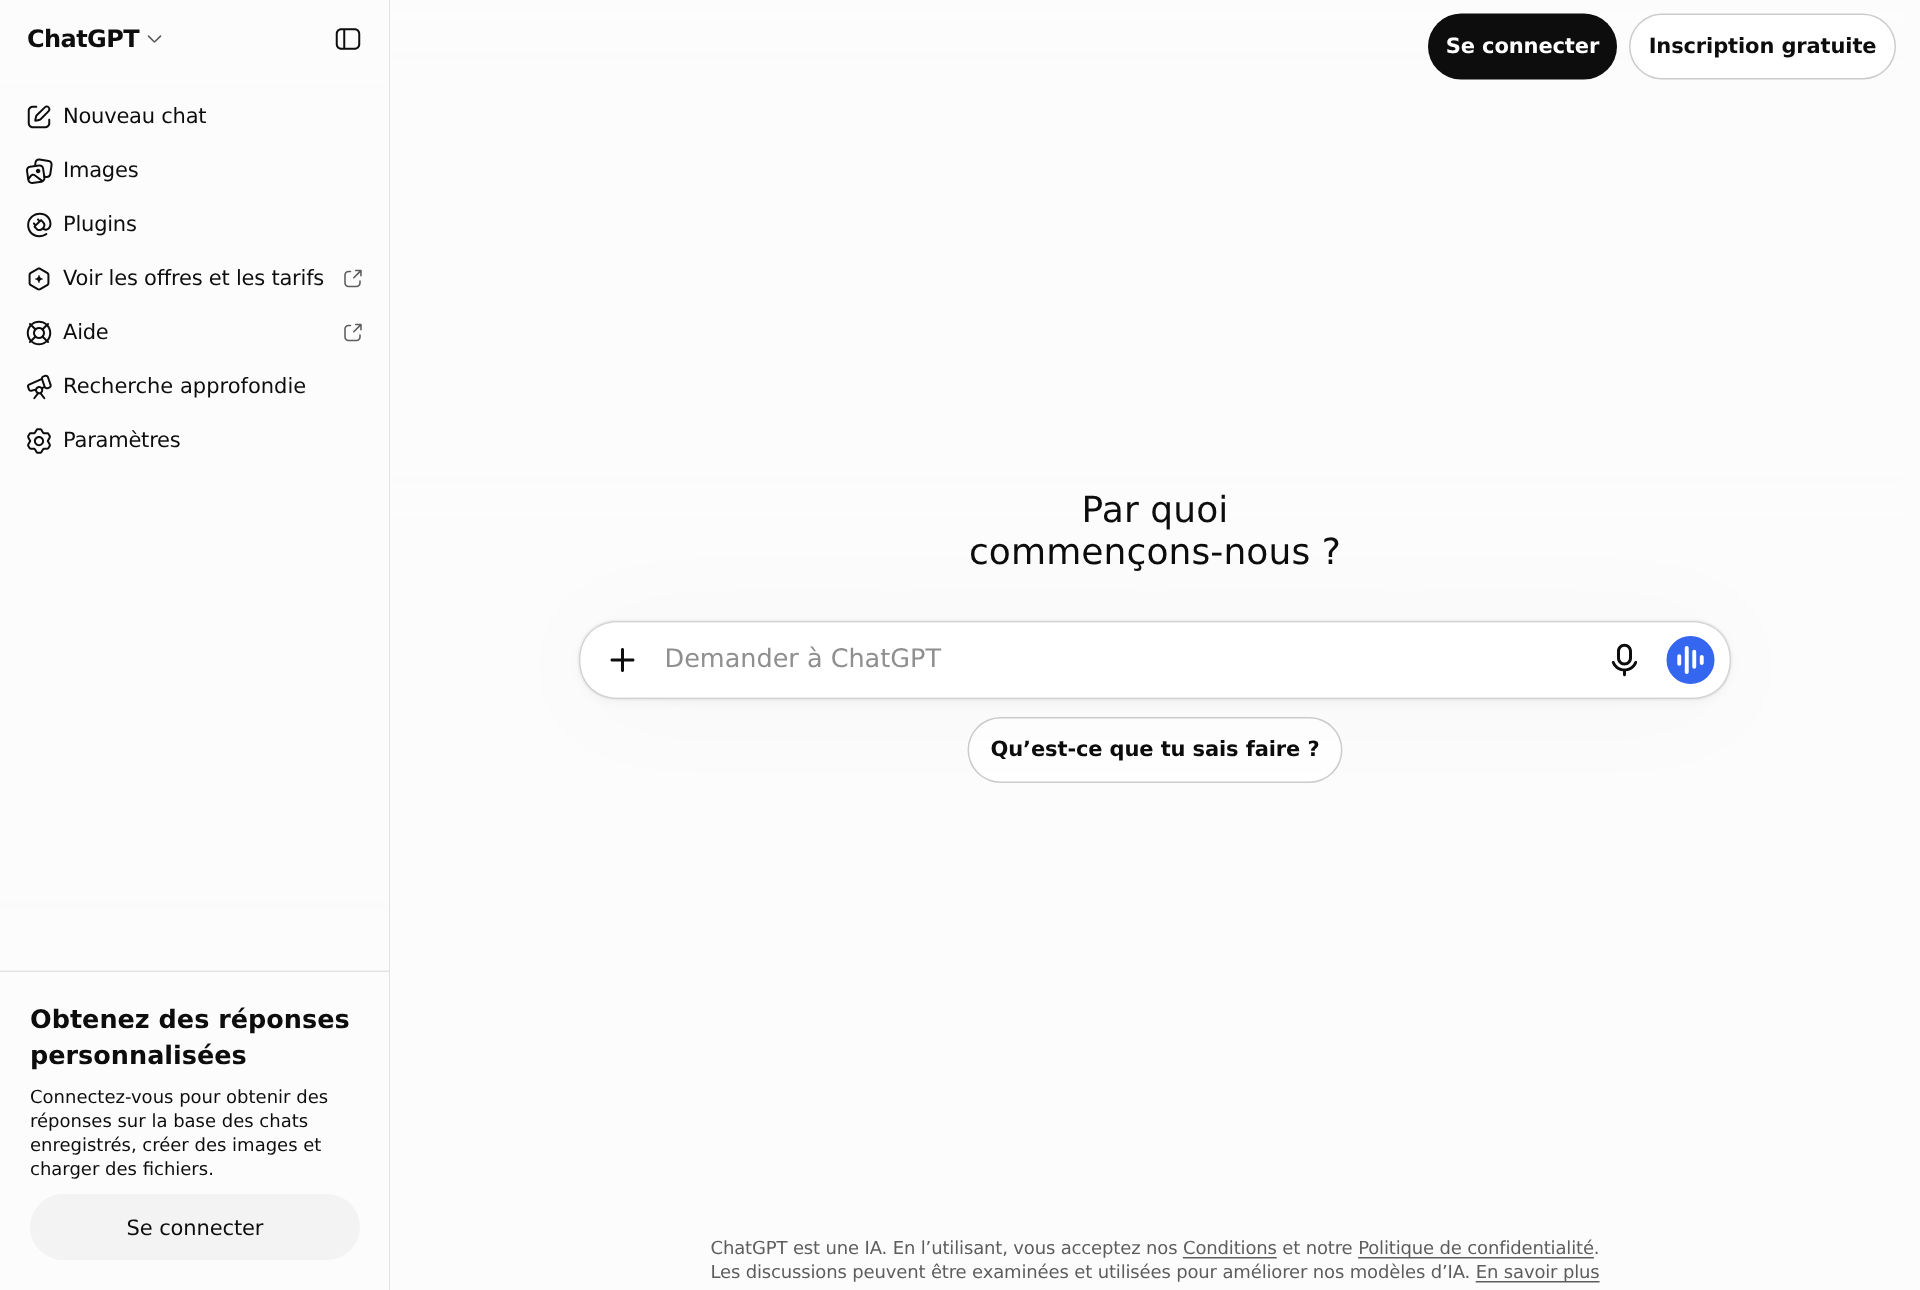 ChatGPT
Nouveau chat
Images
Plugins
Voir les offres et les tarifs
Aide
Recherche approfondie
Paramètres
Obtenez des réponses
personnalisées
Connectez-vous pour obtenir des
réponses sur la base des chats
enregistrés, créer des images et
charger des fichiers.
Se connecter
Se connecter
Inscription gratuite
Par quoi
commençons-nous ?
Demander à ChatGPT
Qu’est-ce que tu sais faire ?
ChatGPT est une IA. En l’utilisant, vous acceptez nos Conditions et notre Politique de confidentialité.
Les discussions peuvent être examinées et utilisées pour améliorer nos modèles d’IA. En savoir plus